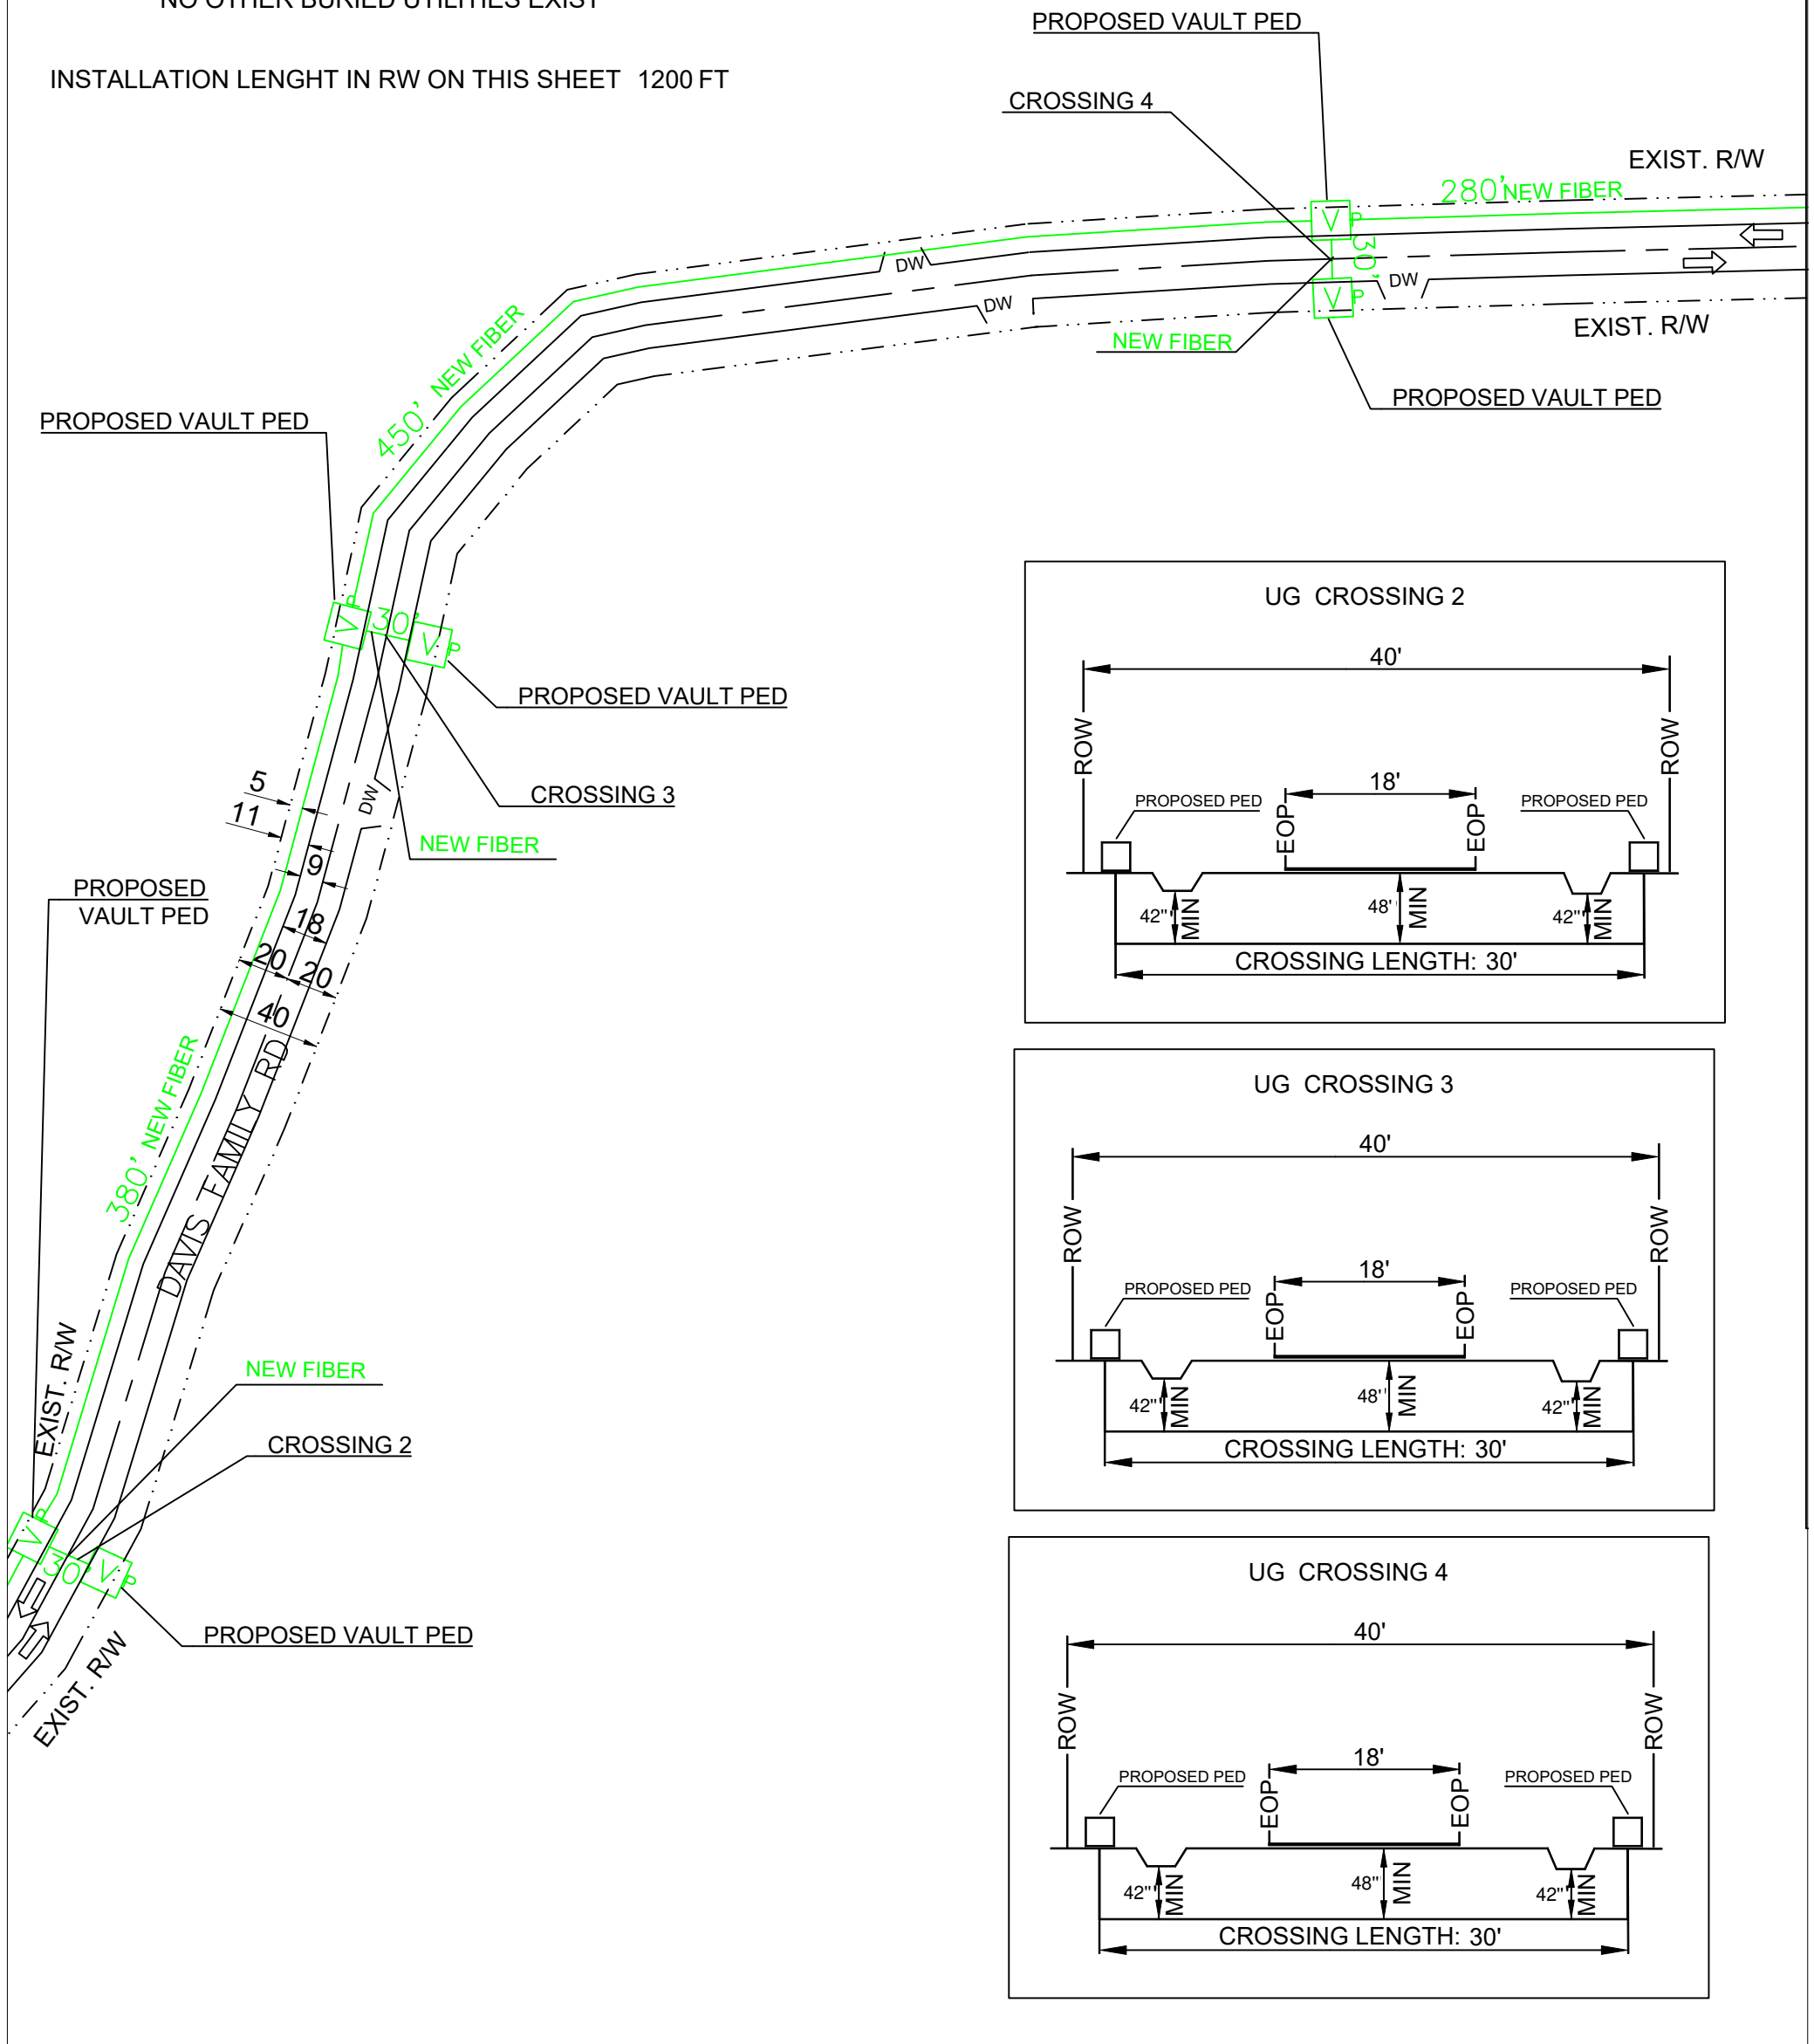 NO OTHER BURIED UTILITIES EXIST
INSTALLATION LENGHT IN RW ON THIS SHEET 1200 FT
PROPOSED VAULT PED
CROSSING 4
EXIST. R/W
280' NEW FIBER
V P
30'
DW
DW
DW
V P
EXIST. R/W
NEW FIBER
PROPOSED VAULT PED
450' NEW FIBER
PROPOSED VAULT PED
V P
30'
V P
PROPOSED VAULT PED
CROSSING 3
NEW FIBER
DW
5
11
9
18
20
20
40
PROPOSED
VAULT PED
380' NEW FIBER
DAVIS FAMILY RD
EXIST. R/W
NEW FIBER
CROSSING 2
V P
30'
V P
PROPOSED VAULT PED
EXIST. R/W
UG CROSSING 2
40'
ROW
ROW
18'
PROPOSED PED
PROPOSED PED
EOP
EOP
42" MIN
48' MIN
42" MIN
CROSSING LENGTH: 30'
UG CROSSING 3
40'
ROW
ROW
18'
PROPOSED PED
PROPOSED PED
EOP
EOP
42" MIN
48" MIN
42" MIN
CROSSING LENGTH: 30'
UG CROSSING 4
40'
ROW
ROW
18'
PROPOSED PED
PROPOSED PED
EOP
EOP
42" MIN
48" MIN
42" MIN
CROSSING LENGTH: 30'